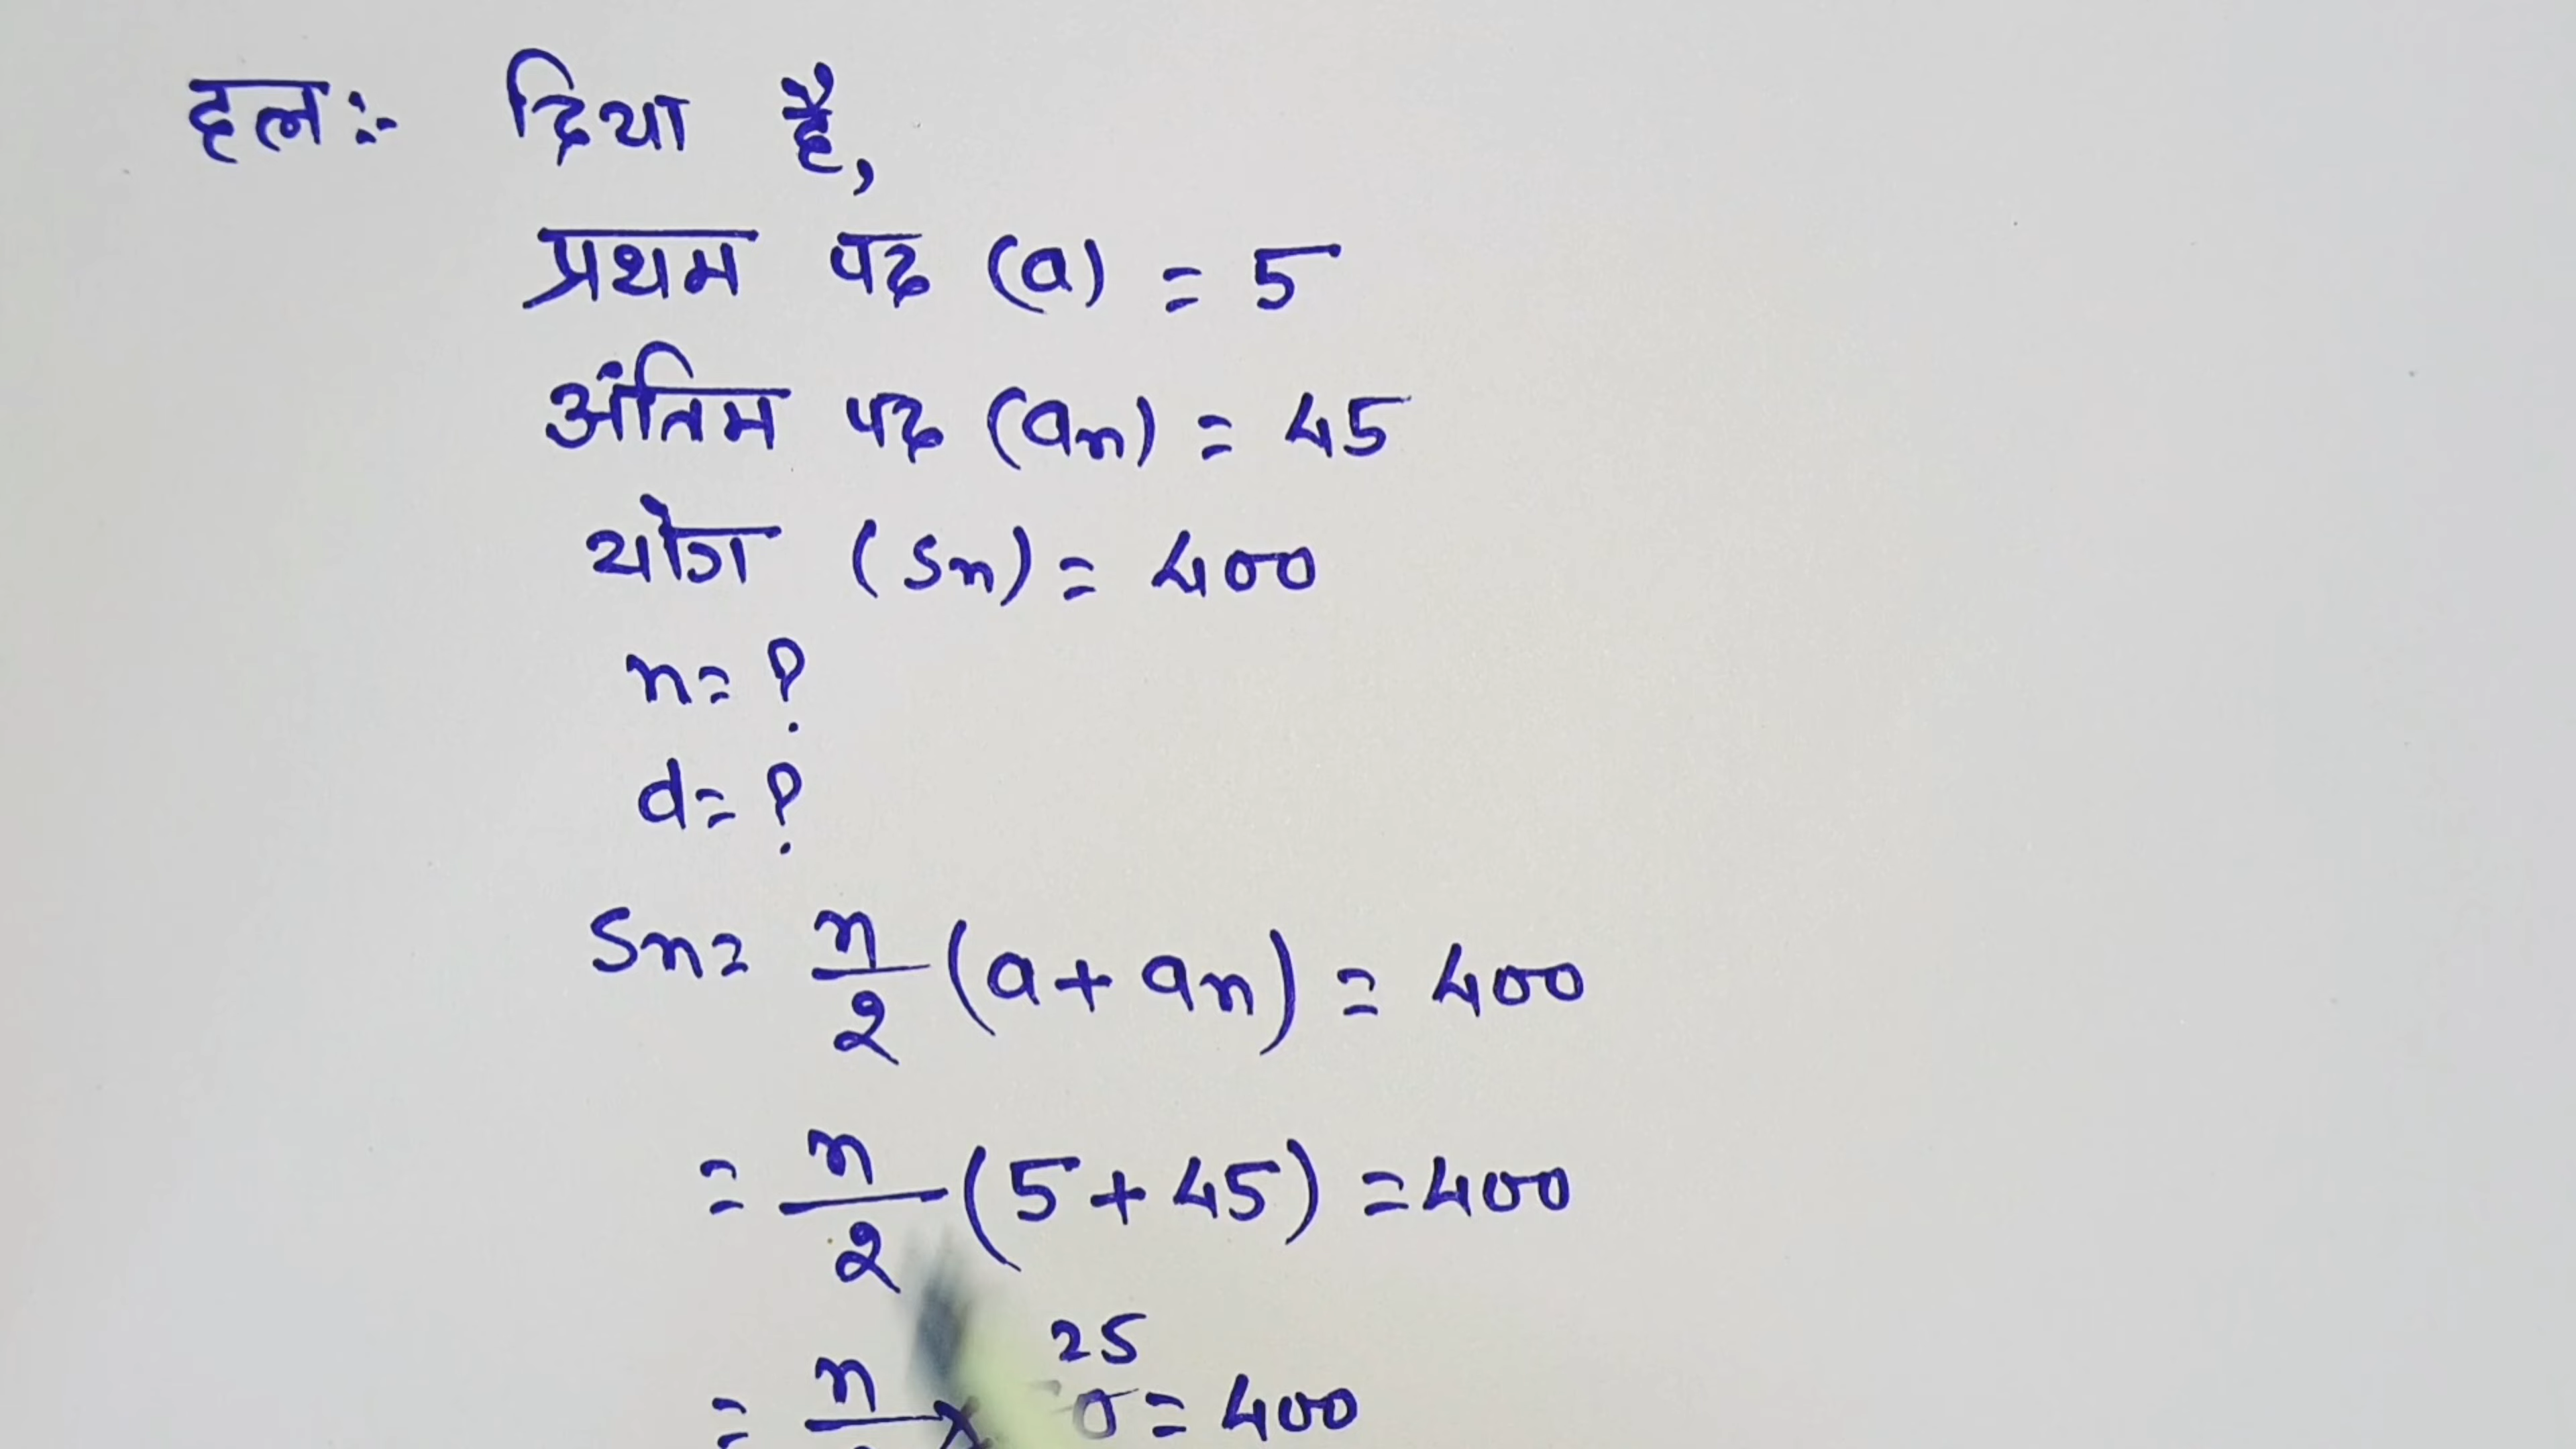 हल :- दिया है,
प्रथम पद (a) = 5
अंतिम पद (an) = 45
योग (Sn) = 400
n = ?
d = ?
Sn = n/2 (a + an) = 400
= n/2 (5 + 45) = 400
25
= n = 400